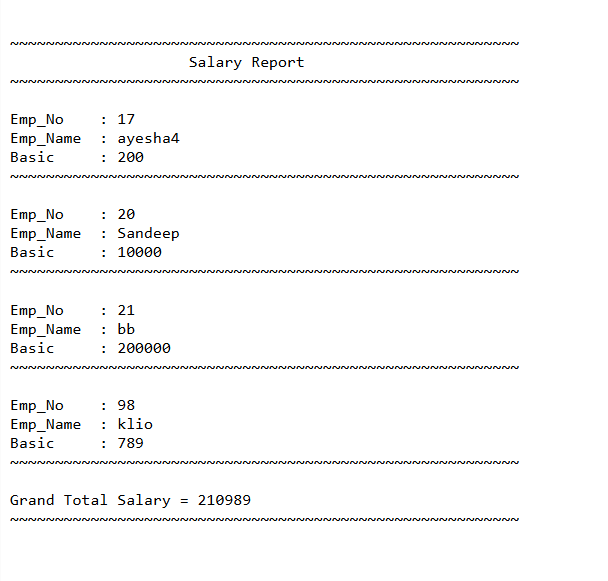 ~~~~~~~~~~~~~~~~~~~~~~~~~~~~~~~~~~~~~~~~~~~~~~~~~~~~~~~~~
                    Salary Report
~~~~~~~~~~~~~~~~~~~~~~~~~~~~~~~~~~~~~~~~~~~~~~~~~~~~~~~~~
Emp_No    : 17
Emp_Name  : ayesha4
Basic     : 200
~~~~~~~~~~~~~~~~~~~~~~~~~~~~~~~~~~~~~~~~~~~~~~~~~~~~~~~~~
Emp_No    : 20
Emp_Name  : Sandeep
Basic     : 10000
~~~~~~~~~~~~~~~~~~~~~~~~~~~~~~~~~~~~~~~~~~~~~~~~~~~~~~~~~
Emp_No    : 21
Emp_Name  : bb
Basic     : 200000
~~~~~~~~~~~~~~~~~~~~~~~~~~~~~~~~~~~~~~~~~~~~~~~~~~~~~~~~~
Emp_No    : 98
Emp_Name  : klio
Basic     : 789
~~~~~~~~~~~~~~~~~~~~~~~~~~~~~~~~~~~~~~~~~~~~~~~~~~~~~~~~~
Grand Total Salary = 210989
~~~~~~~~~~~~~~~~~~~~~~~~~~~~~~~~~~~~~~~~~~~~~~~~~~~~~~~~~